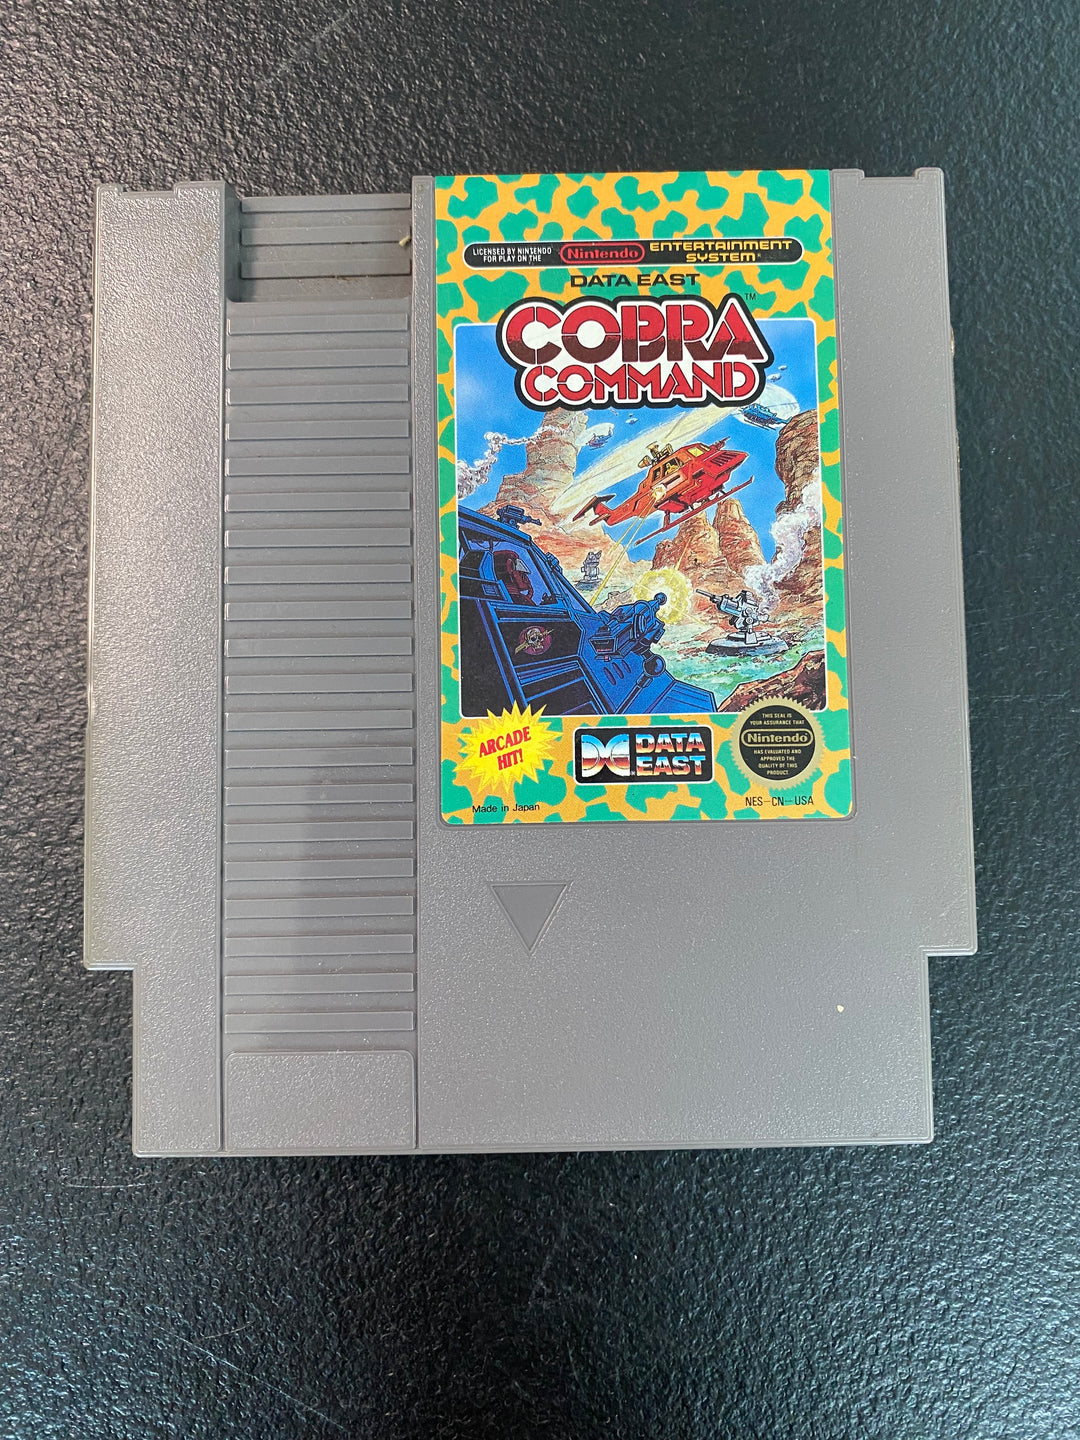 LICENSED BY NINTENDO
FOR PLAY ON THE
Nintendo
ENTERTAINMENT
SYSTEM®
DATA EAST
COBRA™
COMMAND
ARCADE
HIT!
DATA
EAST
THIS SEAL IS
YOUR ASSURANCE THAT
Nintendo
HAS EVALUATED AND
APPROVED THE
QUALITY OF THIS
PRODUCT.
Made in Japan
NES-CN-USA